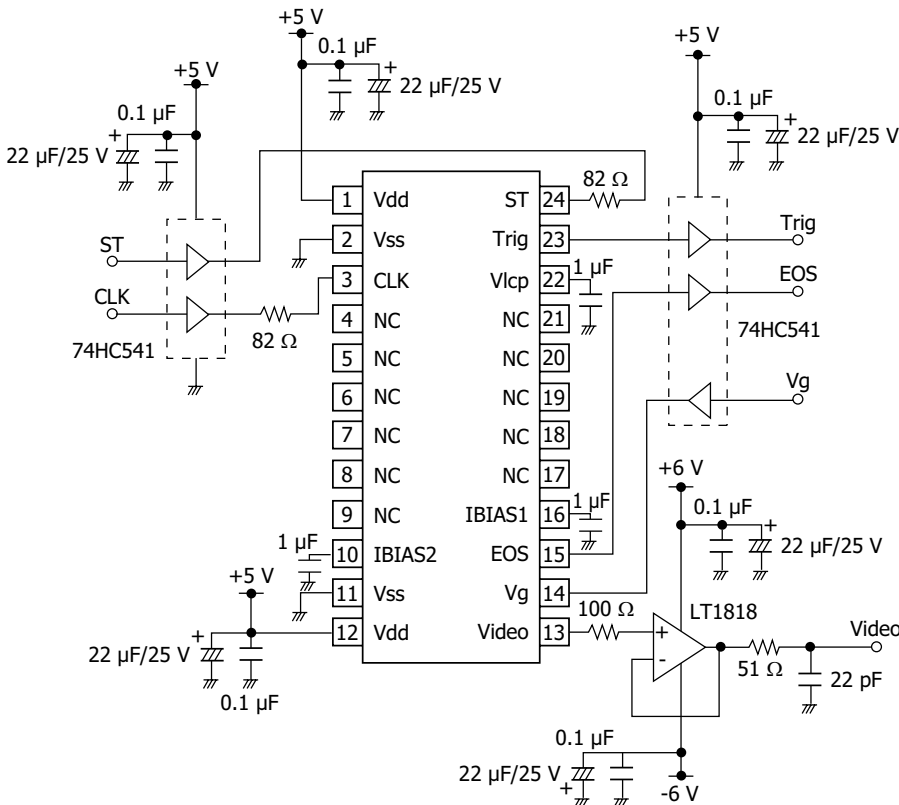 +5 V
0.1 µF
+
22 µF/25 V
+5 V
0.1 µF
+
22 µF/25 V
+5 V
0.1 µF
+
22 µF/25 V
ST
CLK
74HC541
82 Ω
82 Ω
1 Vdd
2 Vss
3 CLK
4 NC
5 NC
6 NC
7 NC
8 NC
9 NC
10 IBIAS2
11 Vss
12 Vdd
ST 24
Trig 23
Vlcp 22
NC 21
NC 20
NC 19
NC 18
NC 17
IBIAS1 16
EOS 15
Vg 14
Video 13
1 µF
1 µF
1 µF
Trig
EOS
74HC541
Vg
+5 V
+
22 µF/25 V
0.1 µF
+6 V
0.1 µF
+
22 µF/25 V
100 Ω
LT1818
+
-
51 Ω
Video
22 pF
0.1 µF
+
22 µF/25 V
-6 V